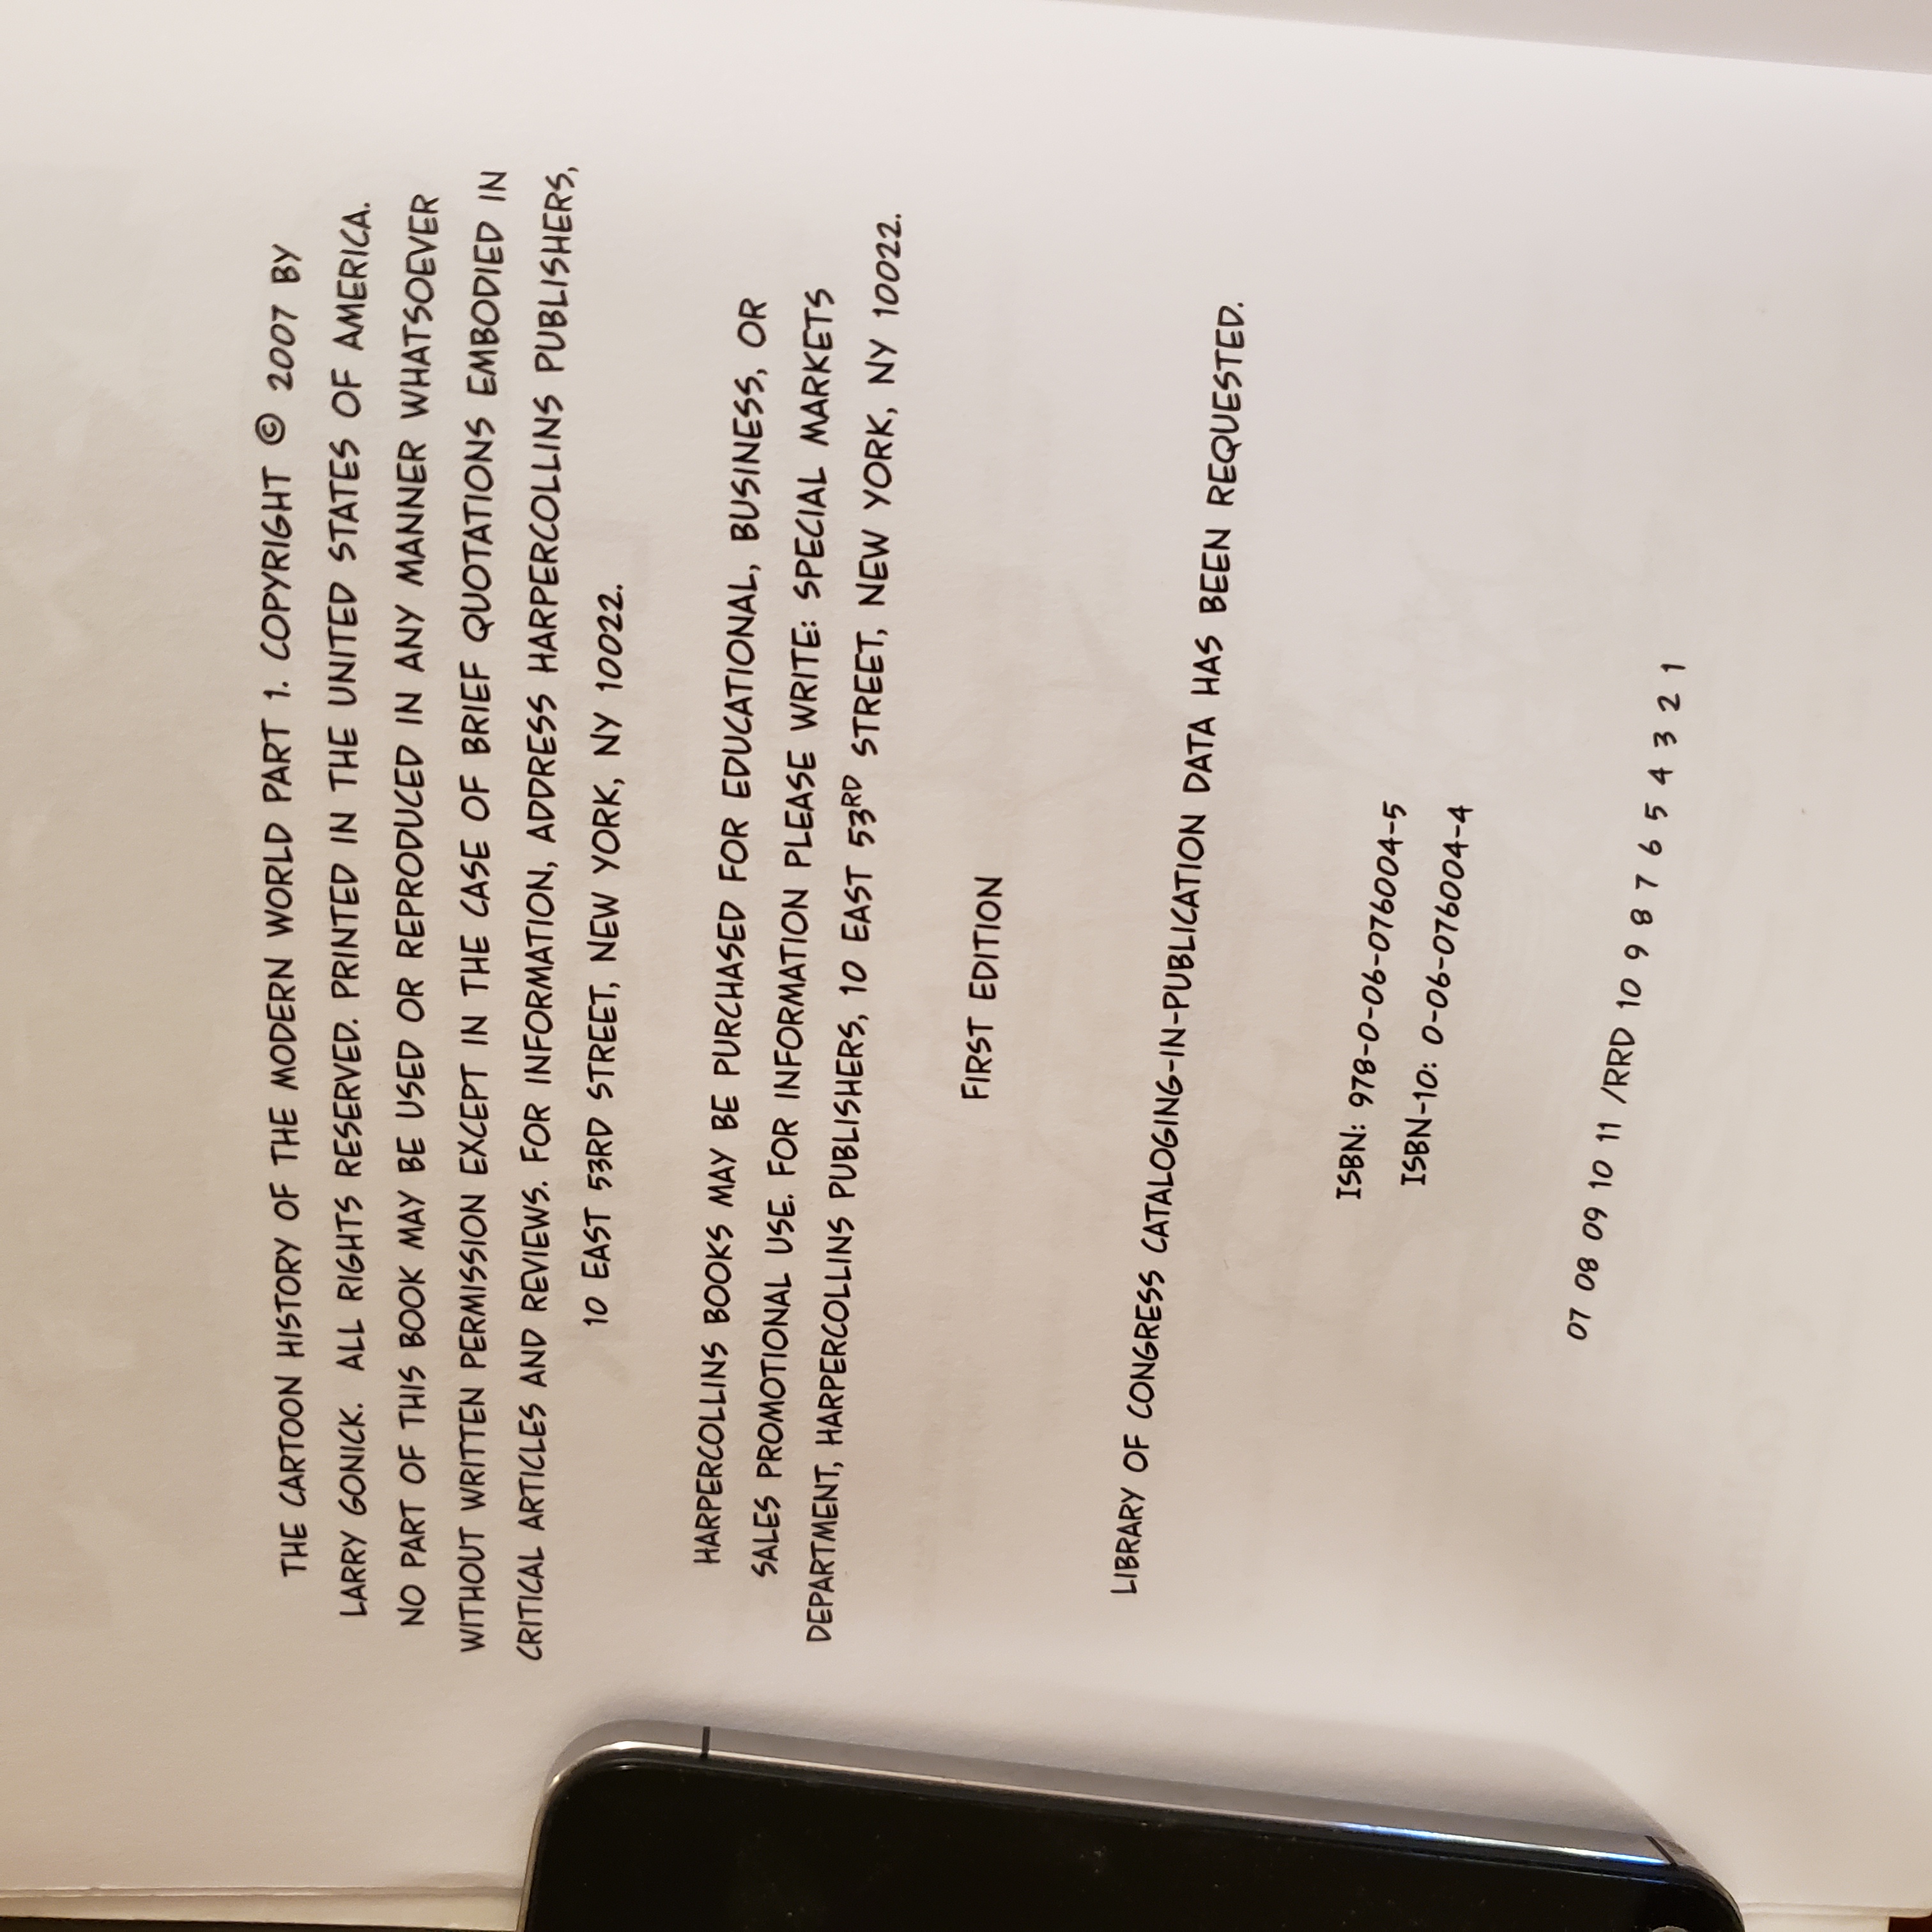 THE CARTOON HISTORY OF THE MODERN WORLD PART 1. COPYRIGHT © 2007 BY
LARRY GONICK. ALL RIGHTS RESERVED. PRINTED IN THE UNITED STATES OF AMERICA.
NO PART OF THIS BOOK MAY BE USED OR REPRODUCED IN ANY MANNER WHATSOEVER
WITHOUT WRITTEN PERMISSION EXCEPT IN THE CASE OF BRIEF QUOTATIONS EMBODIED IN
CRITICAL ARTICLES AND REVIEWS. FOR INFORMATION, ADDRESS HARPERCOLLINS PUBLISHERS,
10 EAST 53RD STREET, NEW YORK, NY 10022.
HARPERCOLLINS BOOKS MAY BE PURCHASED FOR EDUCATIONAL, BUSINESS, OR
SALES PROMOTIONAL USE. FOR INFORMATION PLEASE WRITE: SPECIAL MARKETS
DEPARTMENT, HARPERCOLLINS PUBLISHERS, 10 EAST 53RD STREET, NEW YORK, NY 10022.
FIRST EDITION
LIBRARY OF CONGRESS CATALOGING-IN-PUBLICATION DATA HAS BEEN REQUESTED.
ISBN: 978-0-06-076004-5
ISBN-10: 0-06-076004-4
07 08 09 10 11 /RRD 10 9 8 7 6 5 4 3 2 1